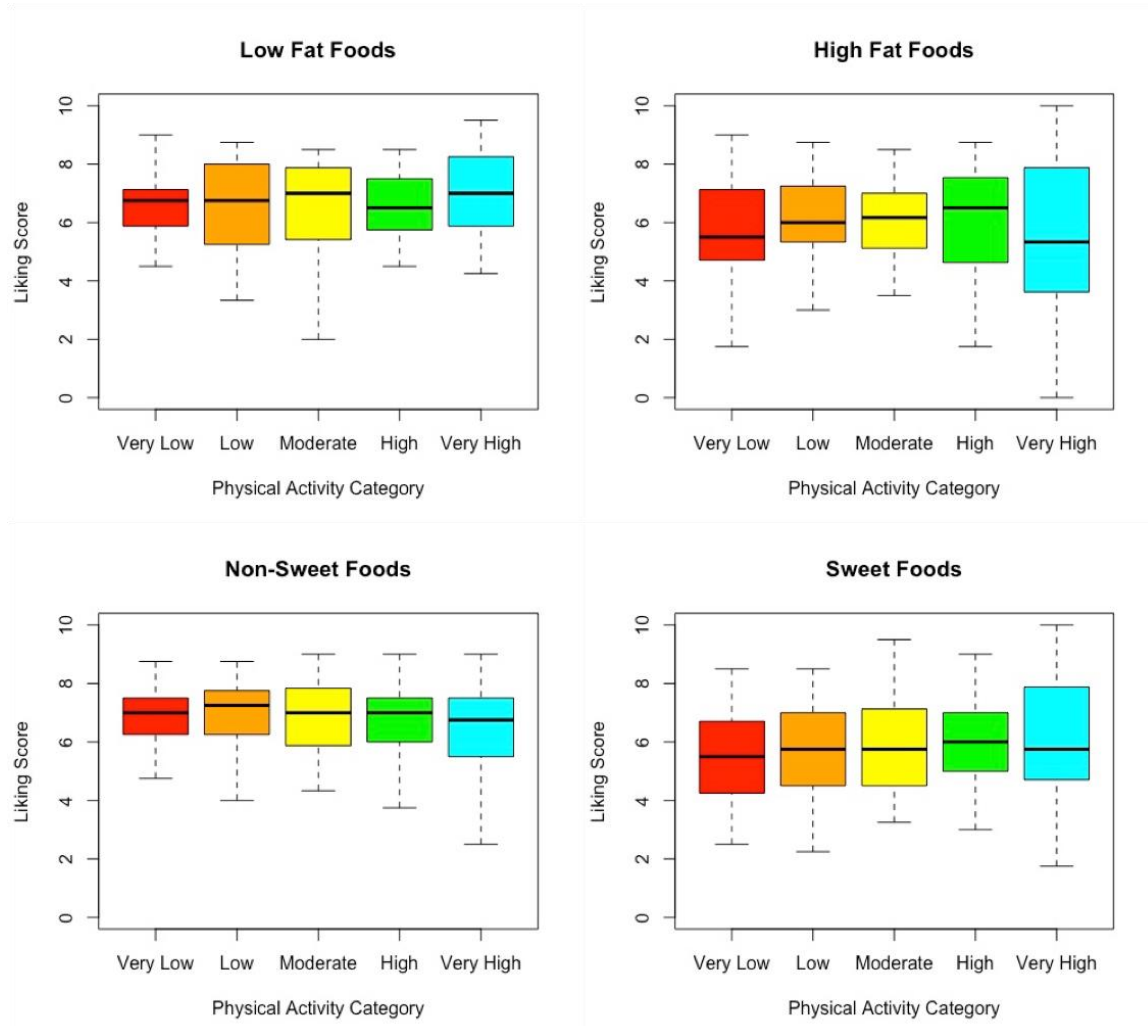 Low Fat Foods
10
8
6
4
2
0
Liking Score
Very Low Low Moderate High Very High
Physical Activity Category
High Fat Foods
10
8
6
4
2
0
Liking Score
Very Low Low Moderate High Very High
Physical Activity Category
Non-Sweet Foods
10
8
6
4
2
0
Liking Score
Very Low Low Moderate High Very High
Physical Activity Category
Sweet Foods
10
8
6
4
2
0
Liking Score
Very Low Low Moderate High Very High
Physical Activity Category